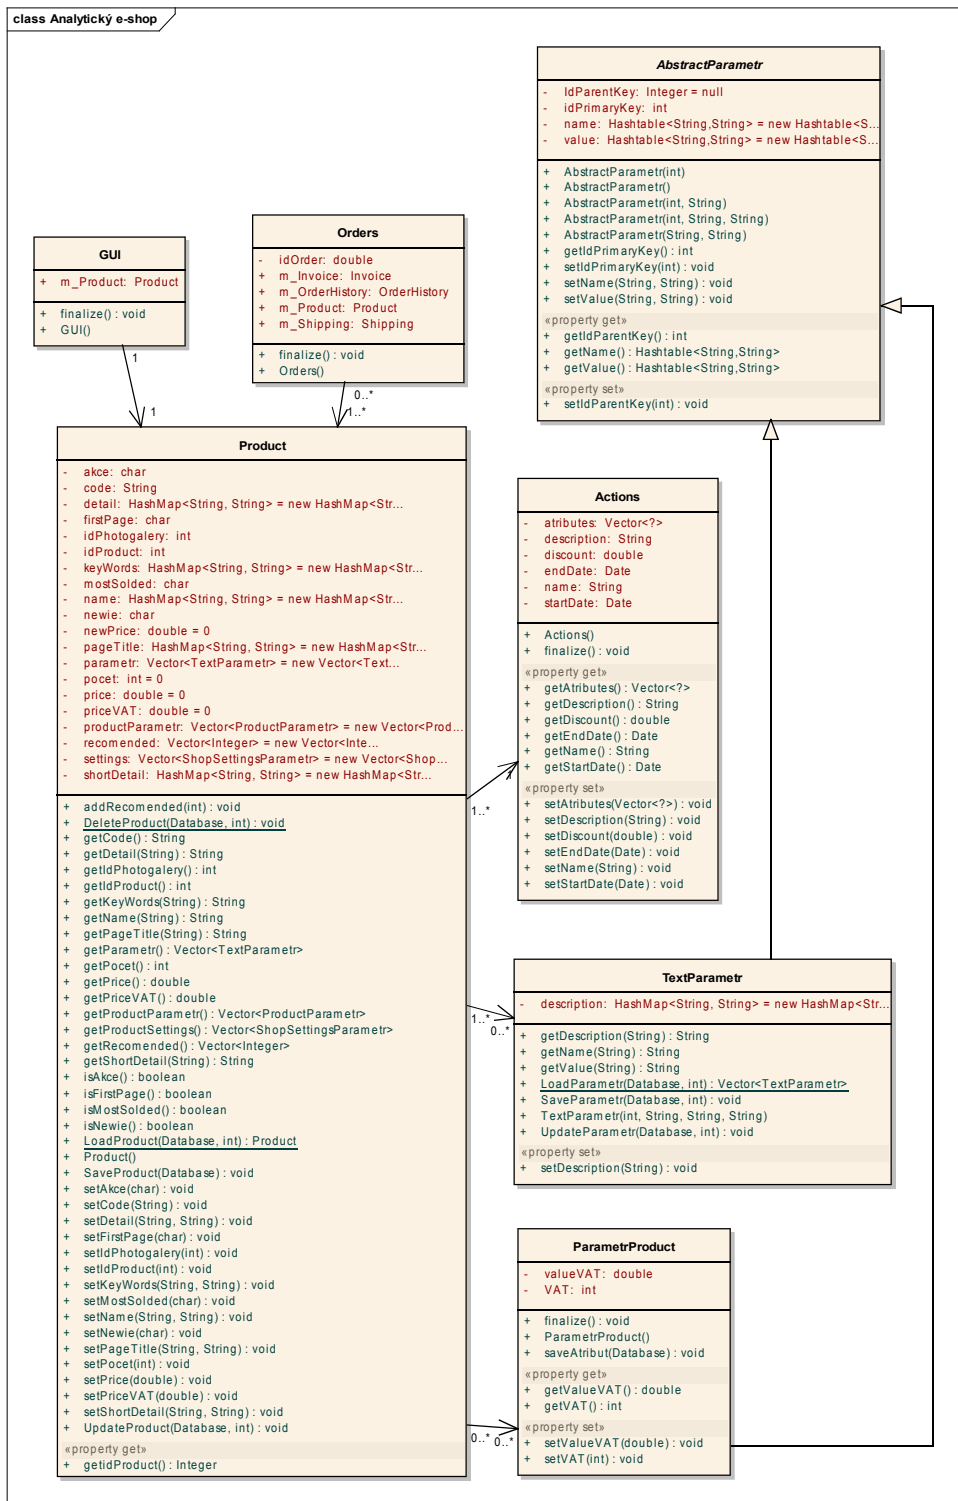 class Analytický e-shop
AbstractParametr
- IdParentKey: Integer = null
- idPrimaryKey: int
- name: Hashtable<String,String> = new Hashtable<S...
- value: Hashtable<String,String> = new Hashtable<S...
+ AbstractParametr(int)
+ AbstractParametr()
+ AbstractParametr(int, String)
+ AbstractParametr(int, String, String)
+ AbstractParametr(String, String)
+ getIdPrimaryKey() : int
+ setIdPrimaryKey(int) : void
+ setName(String, String) : void
+ setValue(String, String) : void
«property get»
+ getIdParentKey() : int
+ getName() : Hashtable<String,String>
+ getValue() : Hashtable<String,String>
«property set»
+ setIdParentKey(int) : void
GUI
+ m_Product: Product
+ finalize() : void
+ GUI()
1
1
Orders
- idOrder: double
+ m_Invoice: Invoice
+ m_OrderHistory: OrderHistory
+ m_Product: Product
+ m_Shipping: Shipping
+ finalize() : void
+ Orders()
0..*
1..*
Product
- akce: char
- code: String
- detail: HashMap<String, String> = new HashMap<Str...
- firstPage: char
- idPhotogalery: int
- idProduct: int
- keyWords: HashMap<String, String> = new HashMap<Str...
- mostSolded: char
- name: HashMap<String, String> = new HashMap<Str...
- newie: char
- newPrice: double = 0
- pageTitle: HashMap<String, String> = new HashMap<Str...
- parametr: Vector<TextParametr> = new Vector<Text...
- pocet: int = 0
- price: double = 0
- priceVAT: double = 0
- productParametr: Vector<ProductParametr> = new Vector<Prod...
- recomended: Vector<Integer> = new Vector<Inte...
- settings: Vector<ShopSettingsParametr> = new Vector<Shop...
- shortDetail: HashMap<String, String> = new HashMap<Str...
+ addRecomended(int) : void
+ DeleteProduct(Database, int) : void
+ getCode() : String
+ getDetail(String) : String
+ getIdPhotogalery() : int
+ getIdProduct() : int
+ getKeyWords(String) : String
+ getName(String) : String
+ getPageTitle(String) : String
+ getParametr() : Vector<TextParametr>
+ getPocet() : int
+ getPrice() : double
+ getPriceVAT() : double
+ getProductParametr() : Vector<ProductParametr>
+ getProductSettings() : Vector<ShopSettingsParametr>
+ getRecomended() : Vector<Integer>
+ getShortDetail(String) : String
+ isAkce() : boolean
+ isFirstPage() : boolean
+ isMostSolded() : boolean
+ isNewie() : boolean
+ LoadProduct(Database, int) : Product
+ Product()
+ SaveProduct(Database) : void
+ setAkce(char) : void
+ setCode(String) : void
+ setDetail(String, String) : void
+ setFirstPage(char) : void
+ setIdPhotogalery(int) : void
+ setIdProduct(int) : void
+ setKeyWords(String, String) : void
+ setMostSolded(char) : void
+ setName(String, String) : void
+ setNewie(char) : void
+ setPageTitle(String, String) : void
+ setPocet(int) : void
+ setPrice(double) : void
+ setPriceVAT(double) : void
+ setShortDetail(String, String) : void
+ UpdateProduct(Database, int) : void
«property get»
+ getidProduct() : Integer
Actions
- atributes: Vector<?>
- description: String
- discount: double
- endDate: Date
- name: String
- startDate: Date
+ Actions()
+ finalize() : void
«property get»
+ getAtributes() : Vector<?>
+ getDescription() : String
+ getDiscount() : double
+ getEndDate() : Date
+ getName() : String
+ getStartDate() : Date
«property set»
+ setAtributes(Vector<?>) : void
+ setDescription(String) : void
+ setDiscount(double) : void
+ setEndDate(Date) : void
+ setName(String) : void
+ setStartDate(Date) : void
1
1..*
TextParametr
- description: HashMap<String, String> = new HashMap<Str...
+ getDescription(String) : String
+ getName(String) : String
+ getValue(String) : String
+ LoadParametr(Database, int) : Vector<TextParametr>
+ SaveParametr(Database, int) : void
+ TextParametr(int, String, String, String)
+ UpdateParametr(Database, int) : void
«property set»
+ setDescription(String) : void
1..*
0..*
ParametrProduct
- valueVAT: double
- VAT: int
+ finalize() : void
+ ParametrProduct()
+ saveAtribut(Database) : void
«property get»
+ getValueVAT() : double
+ getVAT() : int
«property set»
+ setValueVAT(double) : void
+ setVAT(int) : void
0..*
0..*